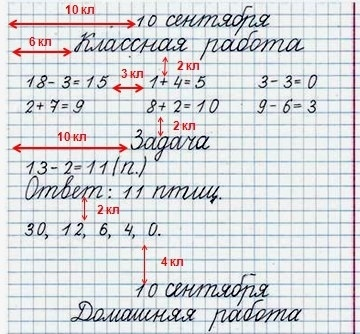 10 кл 10 сентября
6 кл Классная работа
2 кл
18-3=15 3 кл 1+4=5 3-3=0
2+7=9 8+2=10 9-6=3
2 кл
10 кл Задача
13-2=11(п.)
Ответ: 11 птиц.
2 кл
30, 12, 6, 4, 0.
4 кл
10 сентября
Домашняя работа